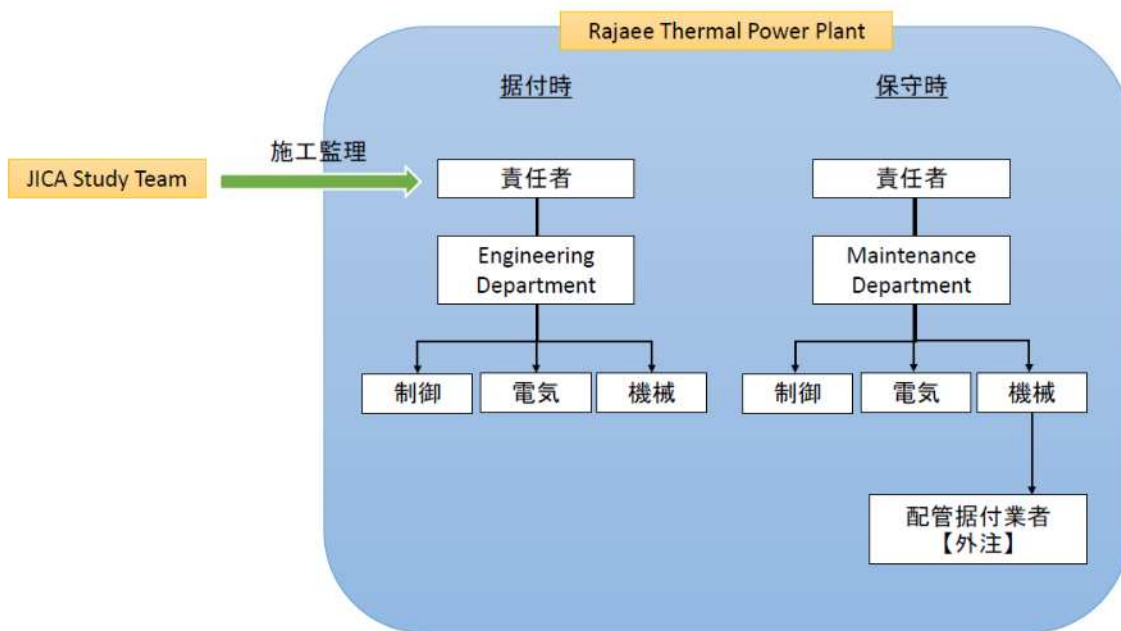 Rajaee Thermal Power Plant
据付時
保守時
施工監理
JICA Study Team
責任者
責任者
Engineering
Department
Maintenance
Department
制御
電気
機械
制御
電気
機械
配管据付業者
【外注】